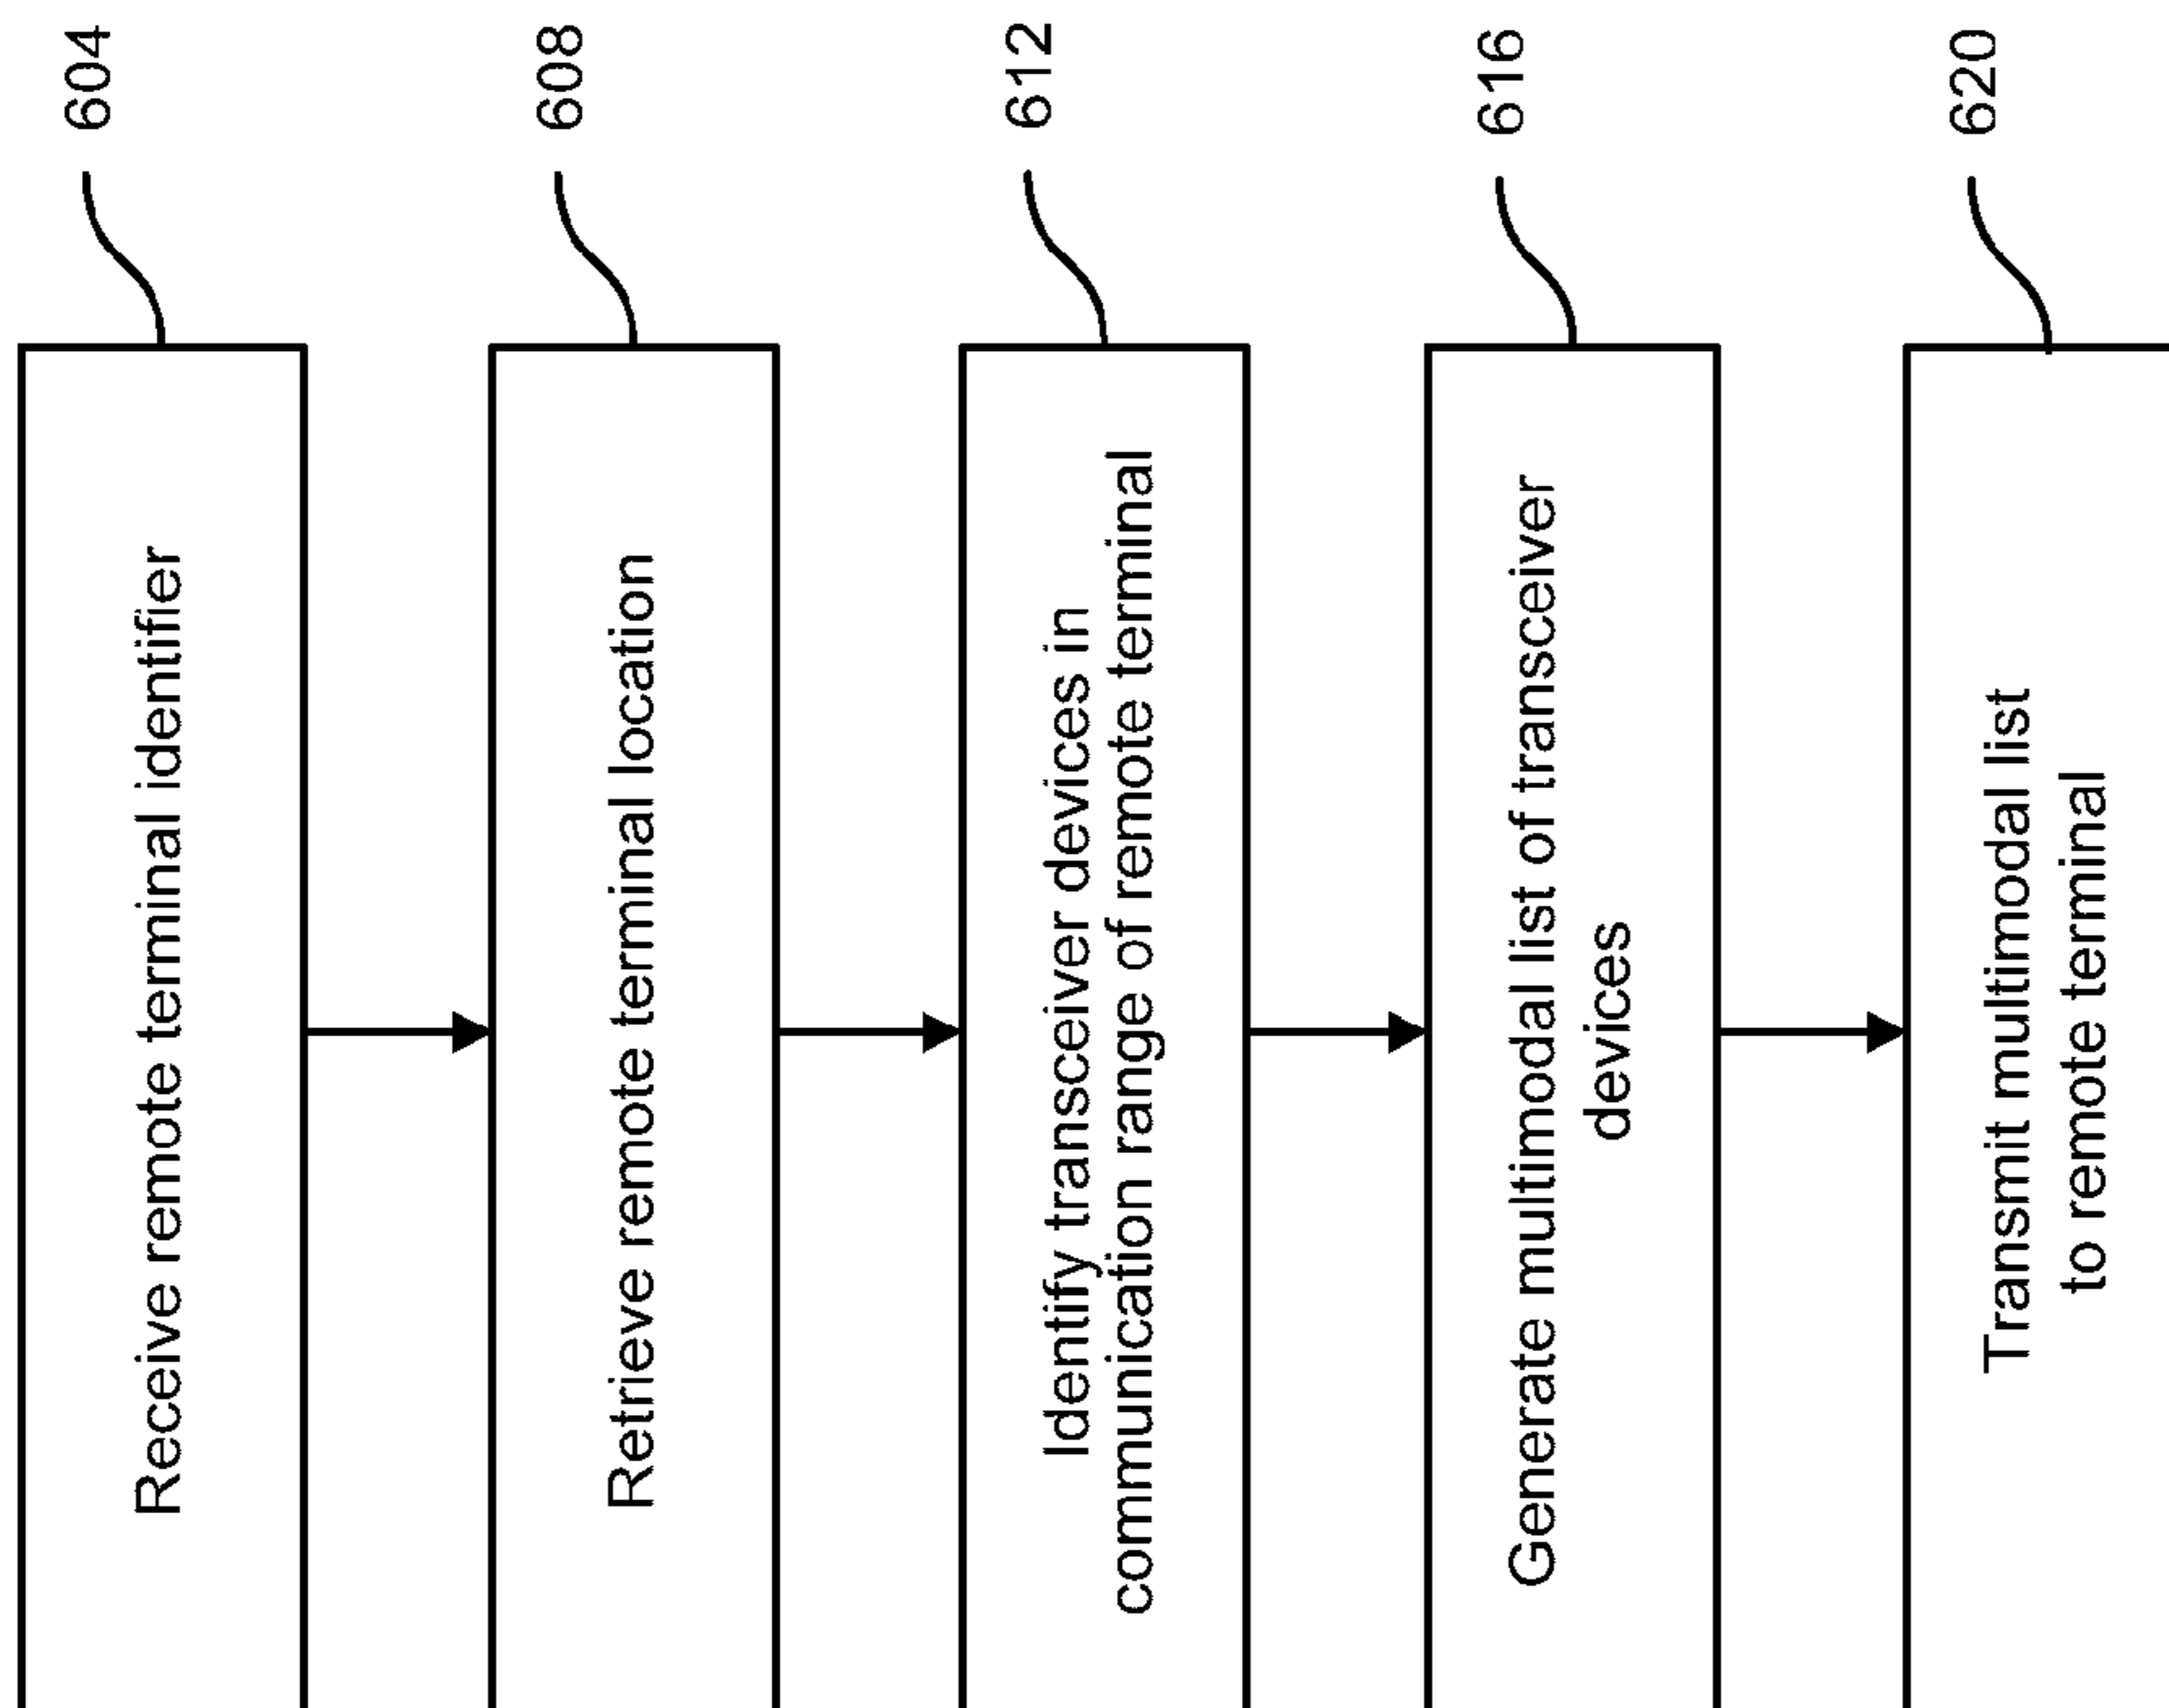 604
Receive remote terminal identifier
608
Retrieve remote terminal location
612
Identify transceiver devices in
communication range of remote terminal
616
Generate multimodal list of transceiver
devices
620
Transmit multimodal list
to remote terminal